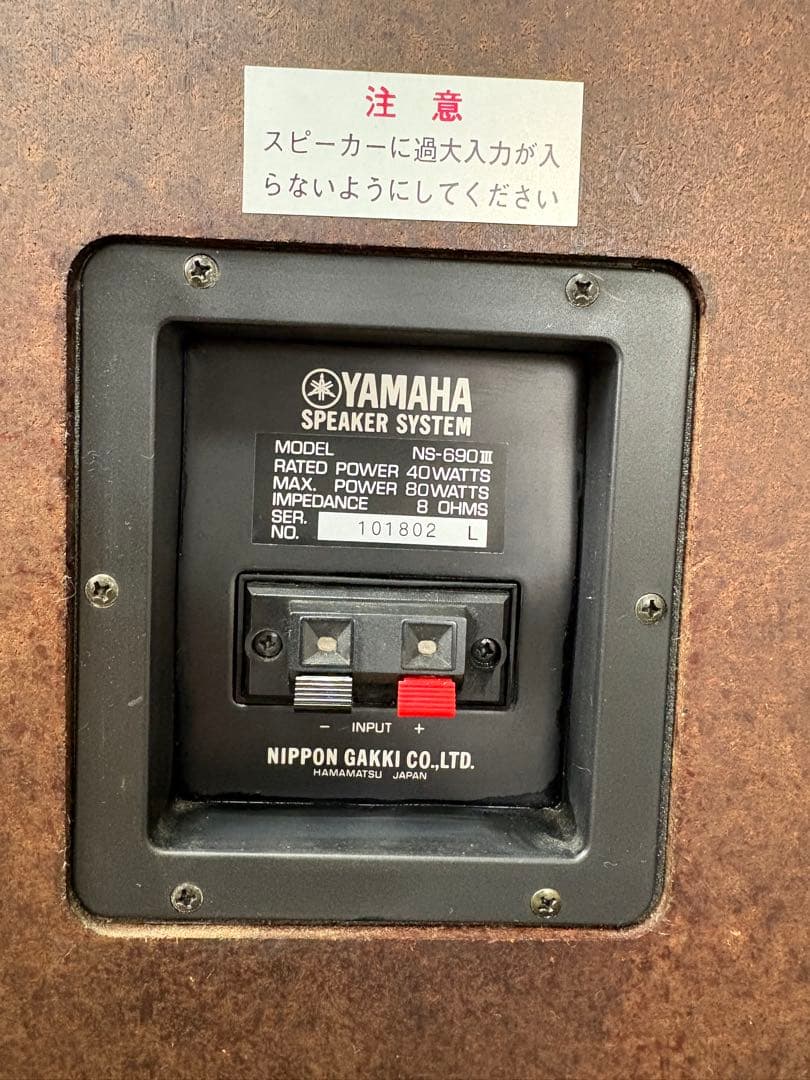 注意
スピーカーに過大入力が入
らないようにしてください
YAMAHA
SPEAKER SYSTEM
MODEL NS-690III
RATED POWER 40WATTS
MAX. POWER 80WATTS
IMPEDANCE 8 OHMS
SER. NO. 101802 L
− INPUT +
NIPPON GAKKI CO.,LTD.
HAMAMATSU JAPAN